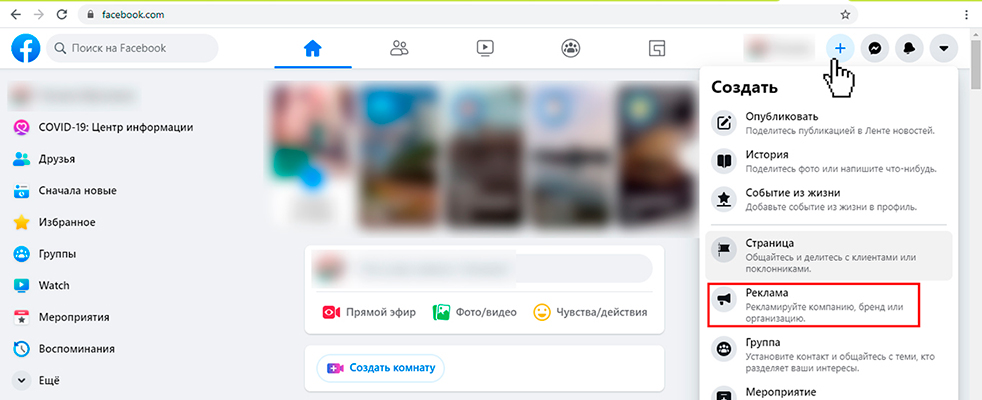 facebook.com
Поиск на Facebook
Создать
Опубликовать
Поделитесь публикацией в Ленте новостей.
История
Поделитесь фото или напишите что-нибудь.
Событие из жизни
Добавьте событие из жизни в профиль.
Страница
Общайтесь и делитесь с клиентами или
поклонниками.
Реклама
Рекламируйте компанию, бренд или
организацию.
Группа
Установите контакт и общайтесь с теми, кто
разделяет ваши интересы.
Мероприятие
COVID-19: Центр информации
Друзья
Сначала новые
Избранное
Группы
Watch
Мероприятия
Воспоминания
Ещё
Прямой эфир
Фото/видео
Чувства/действия
Создать комнату